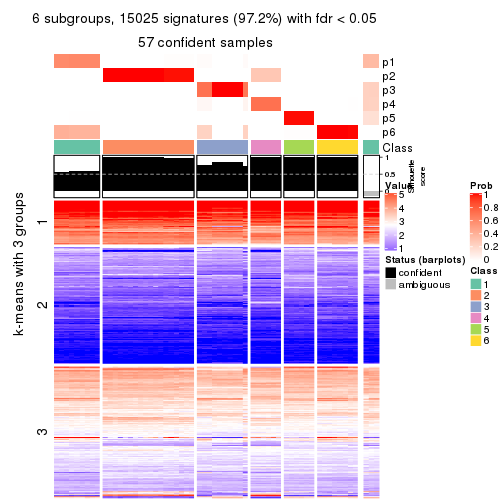 6 subgroups, 15025 signatures (97.2%) with fdr < 0.05
57 confident samples
p1
p2
p3
p4
p5
p6
Class
1
0.5
0
Silhouette
score
k-means with 3 groups
1
2
3
Value
5
4
3
2
1
Status (barplots)
confident
ambiguous
Prob
1
0.8
0.6
0.4
0.2
0
Class
1
2
3
4
5
6